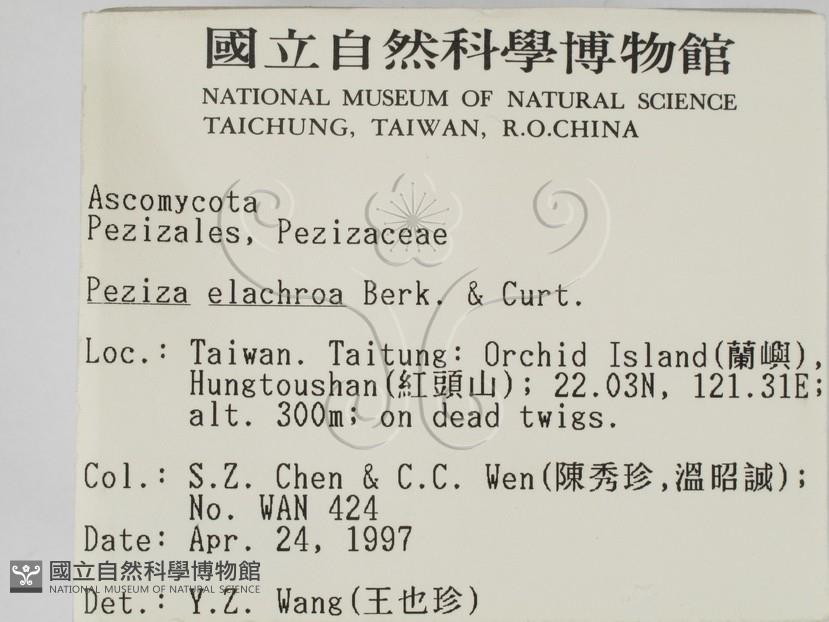 國立自然科學博物館
NATIONAL MUSEUM OF NATURAL SCIENCE
TAICHUNG, TAIWAN, R.O.CHINA
Ascomycota
Pezizales, Pezizaceae
Peziza elachroa Berk. & Curt.
Loc.: Taiwan. Taitung: Orchid Island(蘭嶼),
Hungtoushan(紅頭山); 22.03N, 121.31E;
alt. 300m; on dead twigs.
Col.: S.Z. Chen & C.C. Wen(陳秀珍,溫昭誠);
No. WAN 424
Date: Apr. 24, 1997
Det.: Y.Z. Wang(王也珍)
國立自然科學博物館
NATIONAL MUSEUM OF NATURAL SCIENCE